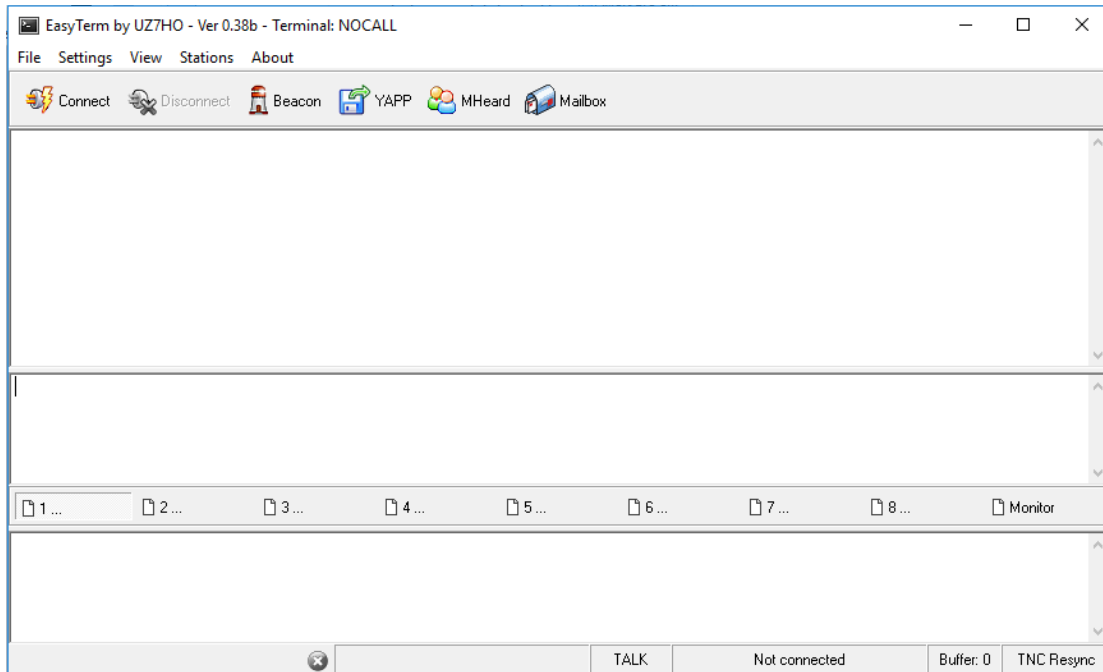 EasyTerm by UZ7HO - Ver 0.38b - Terminal: NOCALL
File Settings View Stations About
Connect Disconnect Beacon YAPP MHeard Mailbox
1 ... 2 ... 3 ... 4 ... 5 ... 6 ... 7 ... 8 ... Monitor
TALK Not connected Buffer: 0 TNC Resync